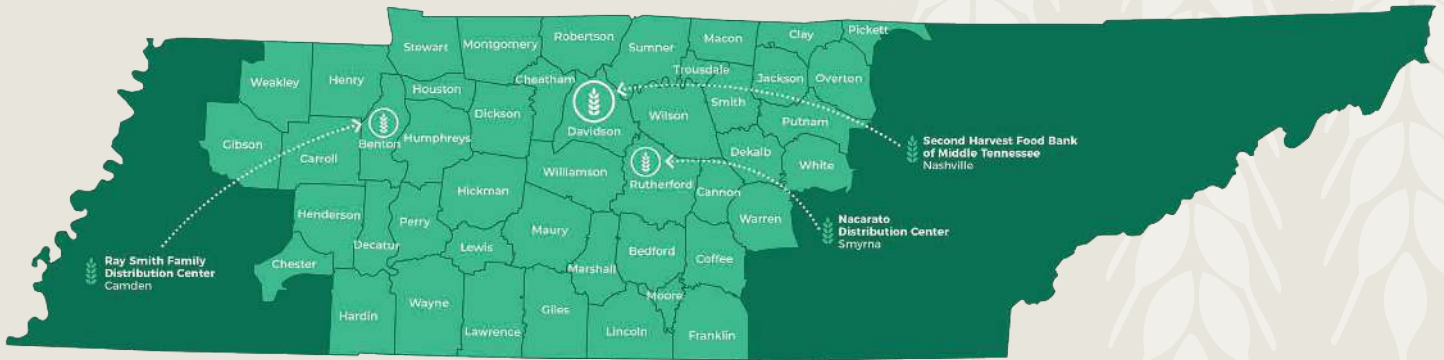 Stewart
Montgomery
Robertson
Sumner
Macon
Clay
Pickett
Weakley
Henry
Houston
Cheatham
Trousdale
Jackson
Overton
Dickson
Davidson
Wilson
Smith
Putnam
Gibson
Carroll
Benton
Humphreys
Williamson
Rutherford
Dekalb
White
Second Harvest Food Bank
of Middle Tennessee
Nashville
Hickman
Cannon
Henderson
Decatur
Perry
Lewis
Maury
Warren
Nacarato
Distribution Center
Smyrna
Chester
Marshall
Bedford
Coffee
Ray Smith Family
Distribution Center
Camden
Hardin
Wayne
Lawrence
Giles
Moore
Lincoln
Franklin